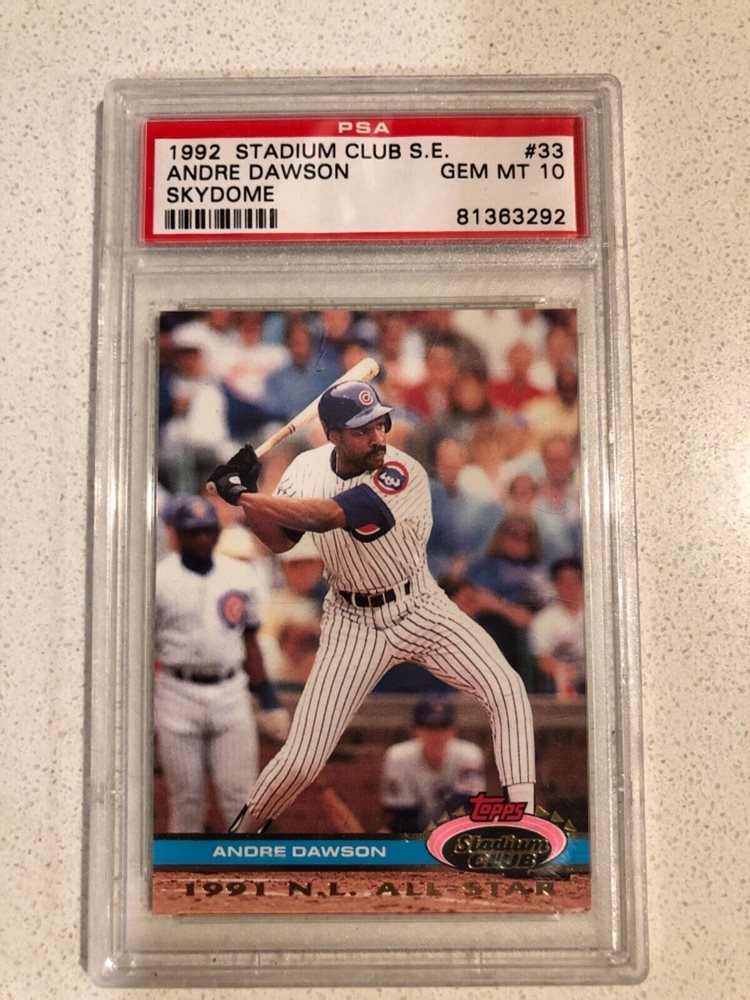 PSA
1992 STADIUM CLUB S.E. #33
ANDRE DAWSON GEM MT 10
SKYDOME
81363292
C
C
Topps
Stadium
CLUB
ANDRE DAWSON
1991 N.L. ALL-STAR